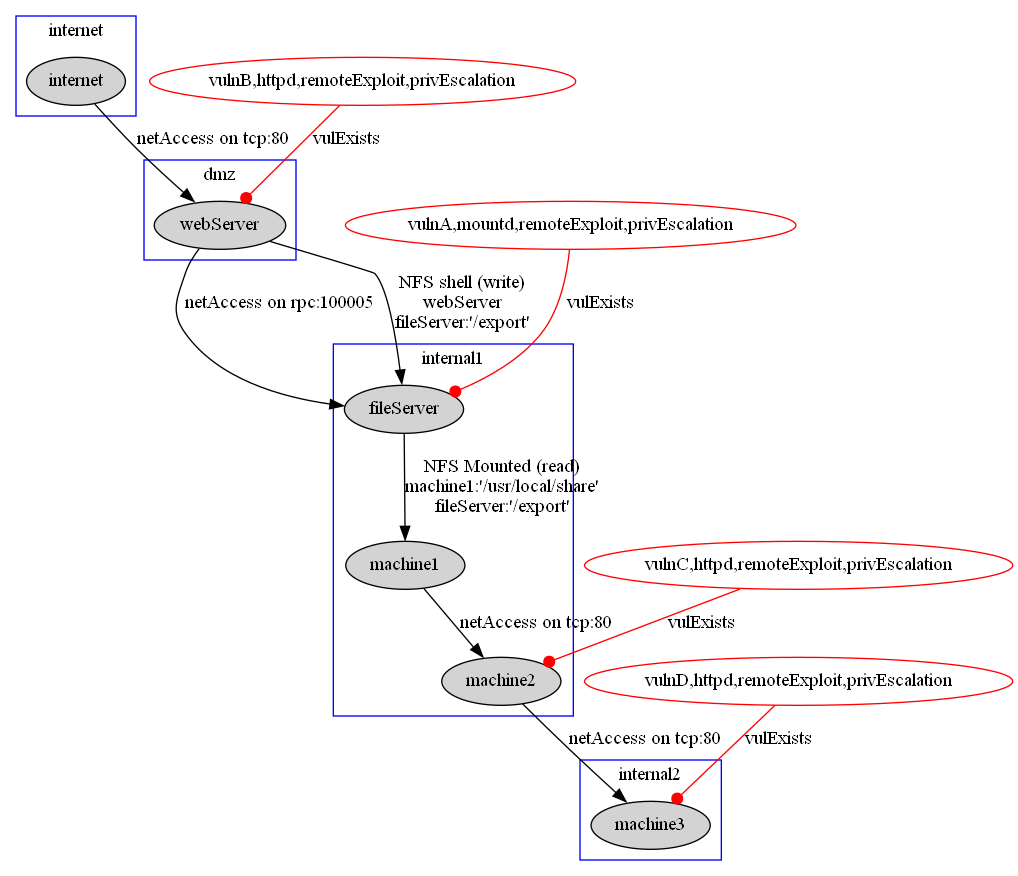 internet
internet
vulnB,httpd,remoteExploit,privEscalation
netAccess on tcp:80
vulExists
dmz
webServer
vulnA,mountd,remoteExploit,privEscalation
netAccess on rpc:100005
NFS shell (write)
webServer
fileServer:'/export'
vulExists
internal1
fileServer
NFS Mounted (read)
machine1:'/usr/local/share'
fileServer:'/export'
machine1
vulnC,httpd,remoteExploit,privEscalation
netAccess on tcp:80
vulExists
machine2
vulnD,httpd,remoteExploit,privEscalation
netAccess on tcp:80
vulExists
internal2
machine3